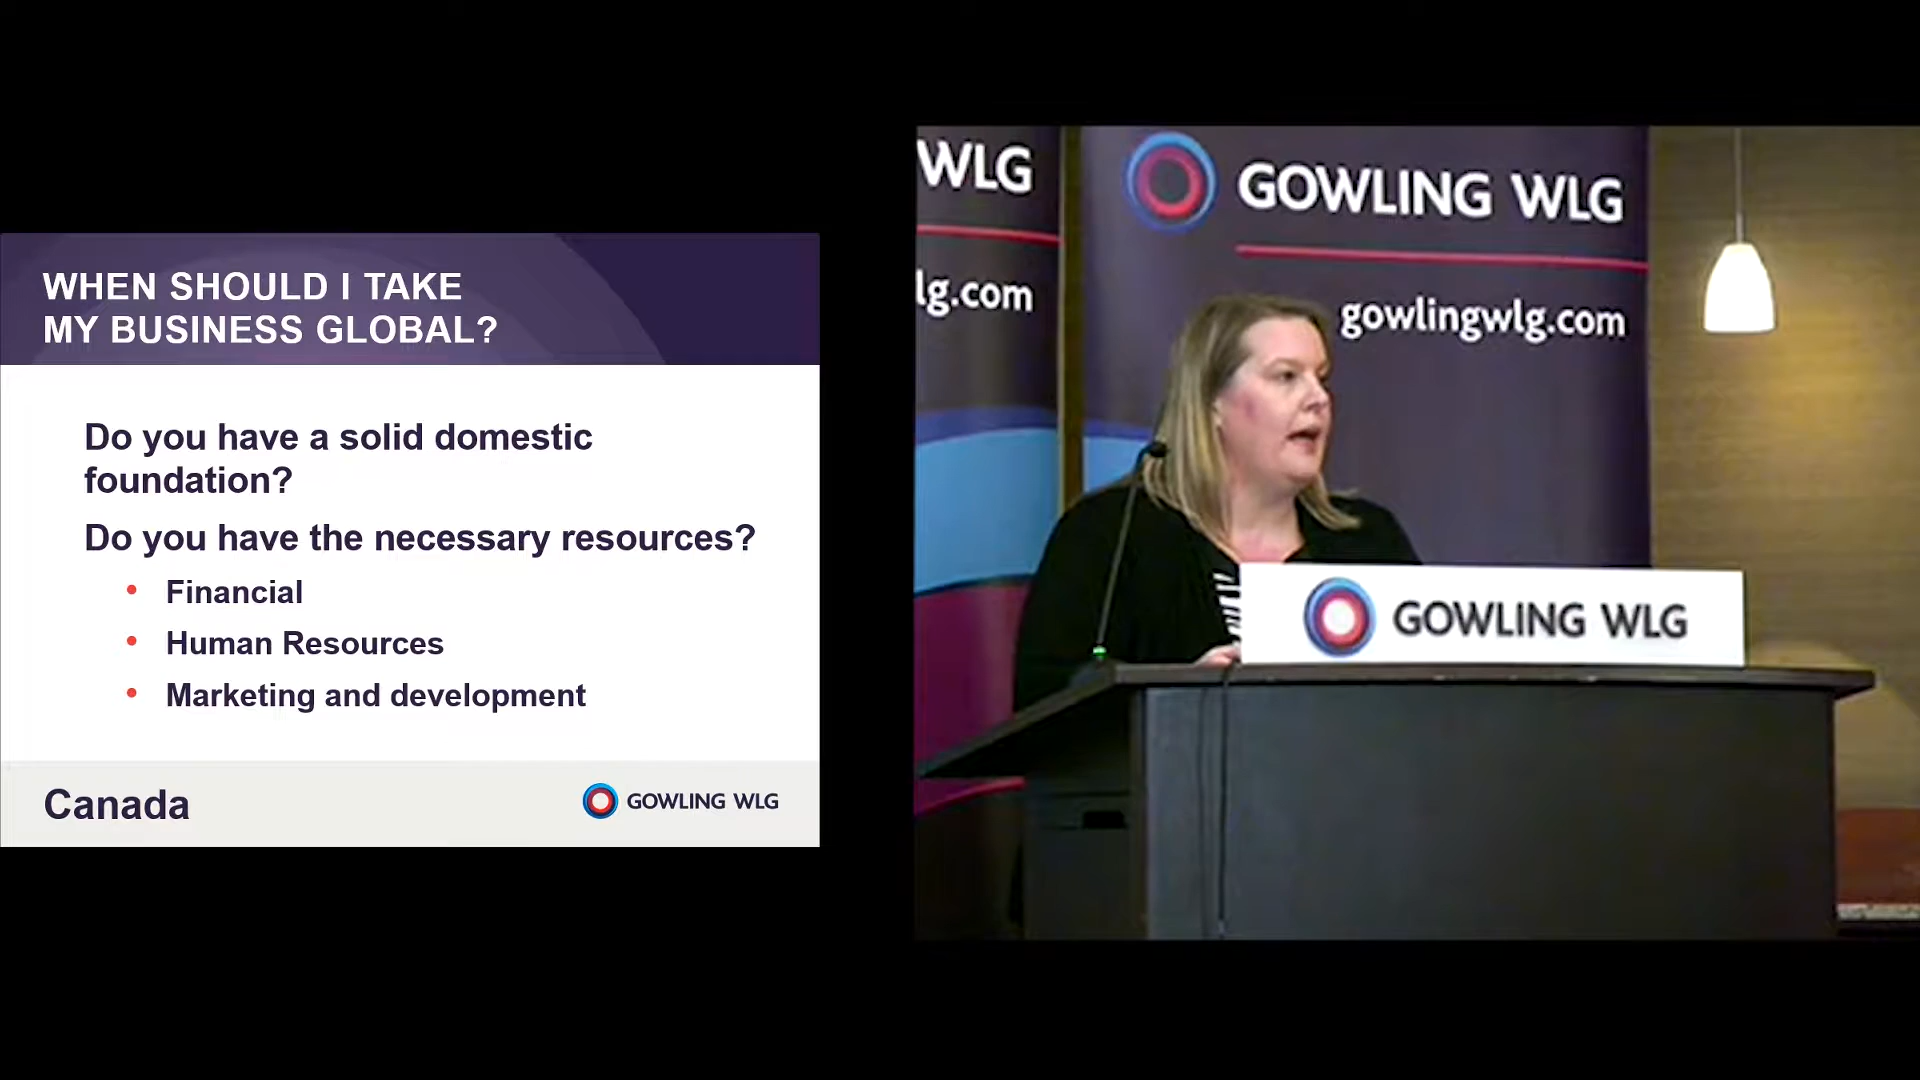 WHEN SHOULD I TAKE
MY BUSINESS GLOBAL?
Do you have a solid domestic
foundation?
Do you have the necessary resources?
• Financial
• Human Resources
• Marketing and development
Canada
GOWLING WLG
WLG
lg.com
GOWLING WLG
gowlingwlg.com
GOWLING WLG